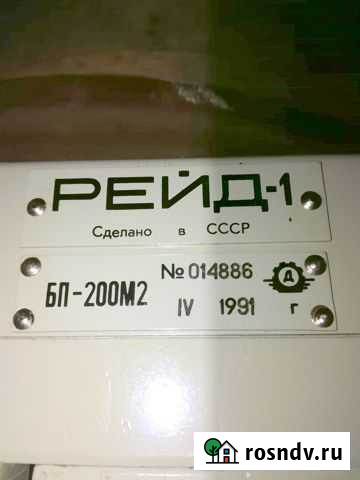 РЕЙД-1
Сделано в СССР
№ 014886
Д
БП-200М2
IV 1991 г
rosndv.ru